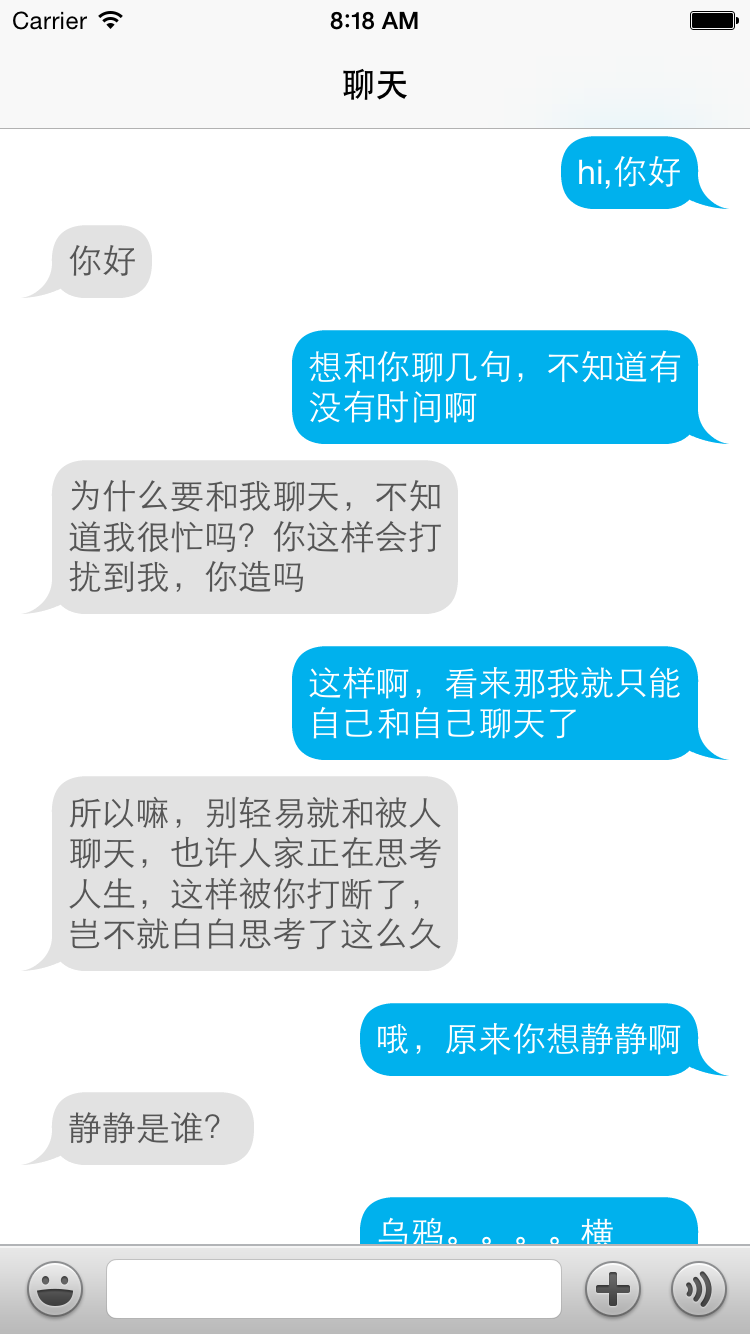 Carrier 8:18 AM
聊天
hi,你好
你好
想和你聊几句，不知道有
没有时间啊
为什么要和我聊天，不知
道我很忙吗？你这样会打
扰到我，你造吗
这样啊，看来那我就只能
自己和自己聊天了
所以嘛，别轻易就和被人
聊天，也许人家正在思考
人生，这样被你打断了，
岂不就白白思考了这么久
哦，原来你想静静啊
静静是谁？
乌鸦。。。。横